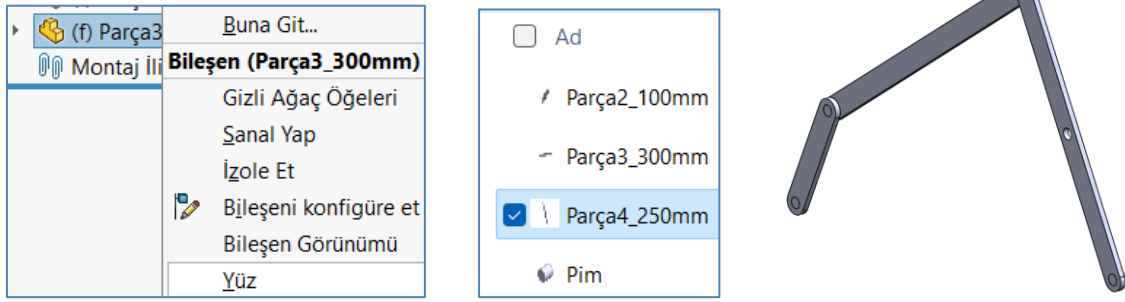 Buna Git...
(f) Parça3
Bileşen (Parça3_300mm)
Montaj İli
Gizli Ağaç Öğeleri
Sanal Yap
İzole Et
Bileşeni konfigüre et
Bileşen Görünümü
Yüz
Ad
Parça2_100mm
Parça3_300mm
Parça4_250mm
Pim